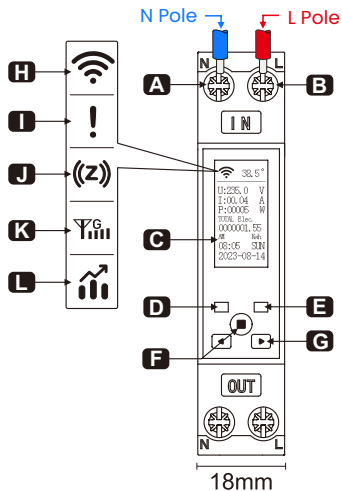 N Pole
L Pole
N
L
A
B
IN
H
I
!
J
((Z))
K
G
L
38.5°
U:235.0 V
I:00.04 A
P:00005 W
TOTAL Elec.
0000001.55
AM Kwh
08:05 SUN
2023-08-14
C
D
E
F
G
OUT
N
L
18mm